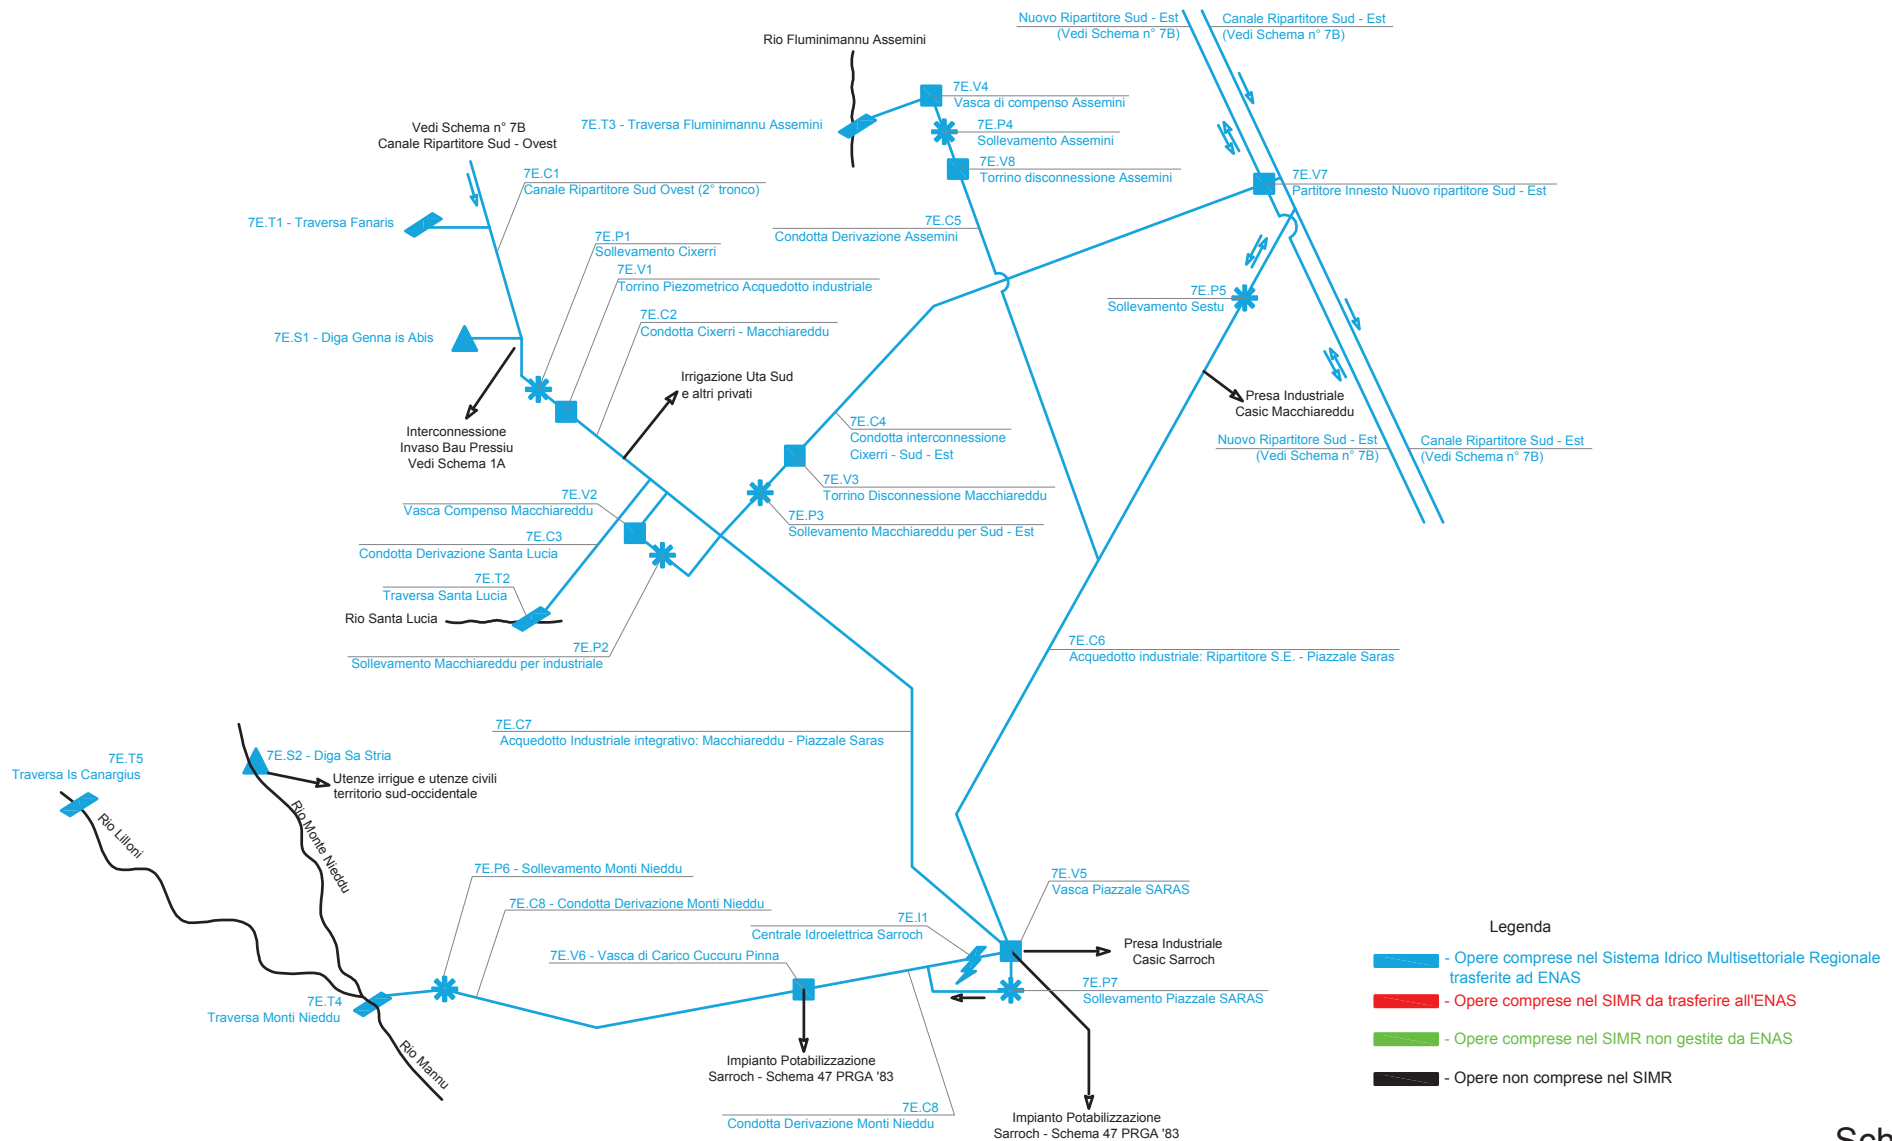 Nuovo Ripartitore Sud - Est
(Vedi Schema n° 7B)
Canale Ripartitore Sud - Est
(Vedi Schema n° 7B)
Rio Fluminimannu Assemini
7E.V4
Vasca di compenso Assemini
7E.T3 - Traversa Fluminimannu Assemini
7E.P4
Sollevamento Assemini
Vedi Schema n° 7B
Canale Ripartitore Sud - Ovest
7E.V8
Torrino disconnessione Assemini
7E.C1
Canale Ripartitore Sud Ovest (2° tronco)
7E.V7
Partitore Innesto Nuovo ripartitore Sud - Est
7E.T1 - Traversa Fanaris
7E.C5
Condotta Derivazione Assemini
7E.P1
Sollevamento Cixerri
7E.V1
Torrino Piezometrico Acquedotto industriale
7E.P5
Sollevamento Sestu
7E.C2
Condotta Cixerri - Macchiareddu
7E.S1 - Diga Genna is Abis
Irrigazione Uta Sud
e altri privati
Presa Industriale
Casic Macchiareddu
Interconnessione
Invaso Bau Pressiu
Vedi Schema 1A
7E.C4
Condotta interconnessione
Cixerri - Sud - Est
Nuovo Ripartitore Sud - Est
(Vedi Schema n° 7B)
Canale Ripartitore Sud - Est
(Vedi Schema n° 7B)
7E.V3
Torrino Disconnessione Macchiareddu
7E.V2
Vasca Compenso Macchiareddu
7E.P3
Sollevamento Macchiareddu per Sud - Est
7E.C3
Condotta Derivazione Santa Lucia
7E.T2
Traversa Santa Lucia
Rio Santa Lucia
7E.P2
Sollevamento Macchiareddu per industriale
7E.C6
Acquedotto industriale: Ripartitore S.E. - Piazzale Saras
7E.C7
Acquedotto Industriale integrativo: Macchiareddu - Piazzale Saras
7E.T5
Traversa Is Canargius
7E.S2 - Diga Sa Stria
Utenze irrigue e utenze civili
territorio sud-occidentale
Rio Lilloni
Rio Monte Nieddu
7E.P6 - Sollevamento Monti Nieddu
7E.V5
Vasca Piazzale SARAS
7E.C8 - Condotta Derivazione Monti Nieddu
7E.I1
Centrale Idroelettrica Sarroch
7E.V6 - Vasca di Carico Cuccuru Pinna
Presa Industriale
Casic Sarroch
7E.P7
Sollevamento Piazzale SARAS
7E.T4
Traversa Monti Nieddu
Rio Mannu
Impianto Potabilizzazione
Sarroch - Schema 47 PRGA '83
7E.C8
Condotta Derivazione Monti Nieddu
Impianto Potabilizzazione
Sarroch - Schema 47 PRGA '83
Legenda
- Opere comprese nel Sistema Idrico Multisettoriale Regionale
trasferite ad ENAS
- Opere comprese nel SIMR da trasferire all'ENAS
- Opere comprese nel SIMR non gestite da ENAS
- Opere non comprese nel SIMR